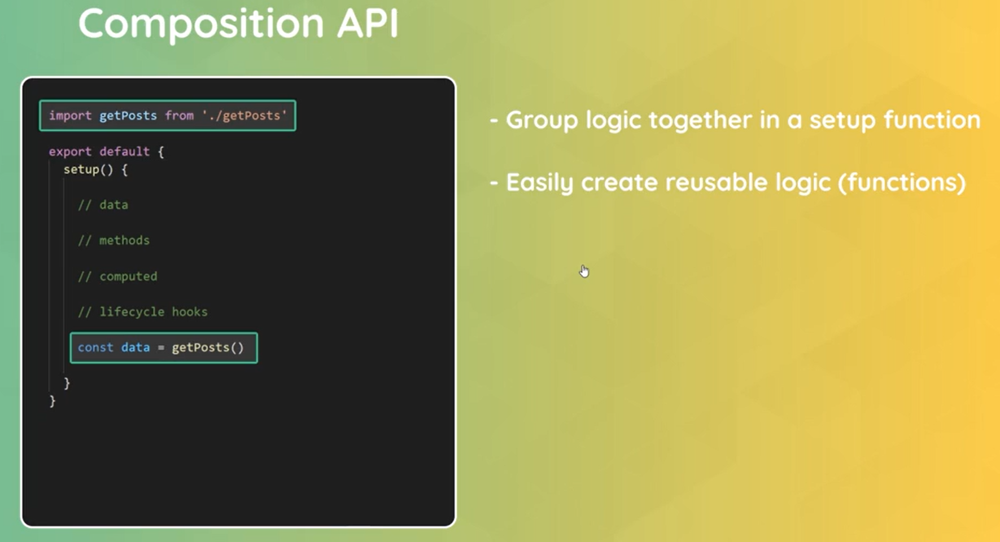 Composition API
import getPosts from './getPosts'
export default {
setup() {
// data
// methods
// computed
// lifecycle hooks
const data = getPosts()
}
}
- Group logic together in a setup function
- Easily create reusable logic (functions)